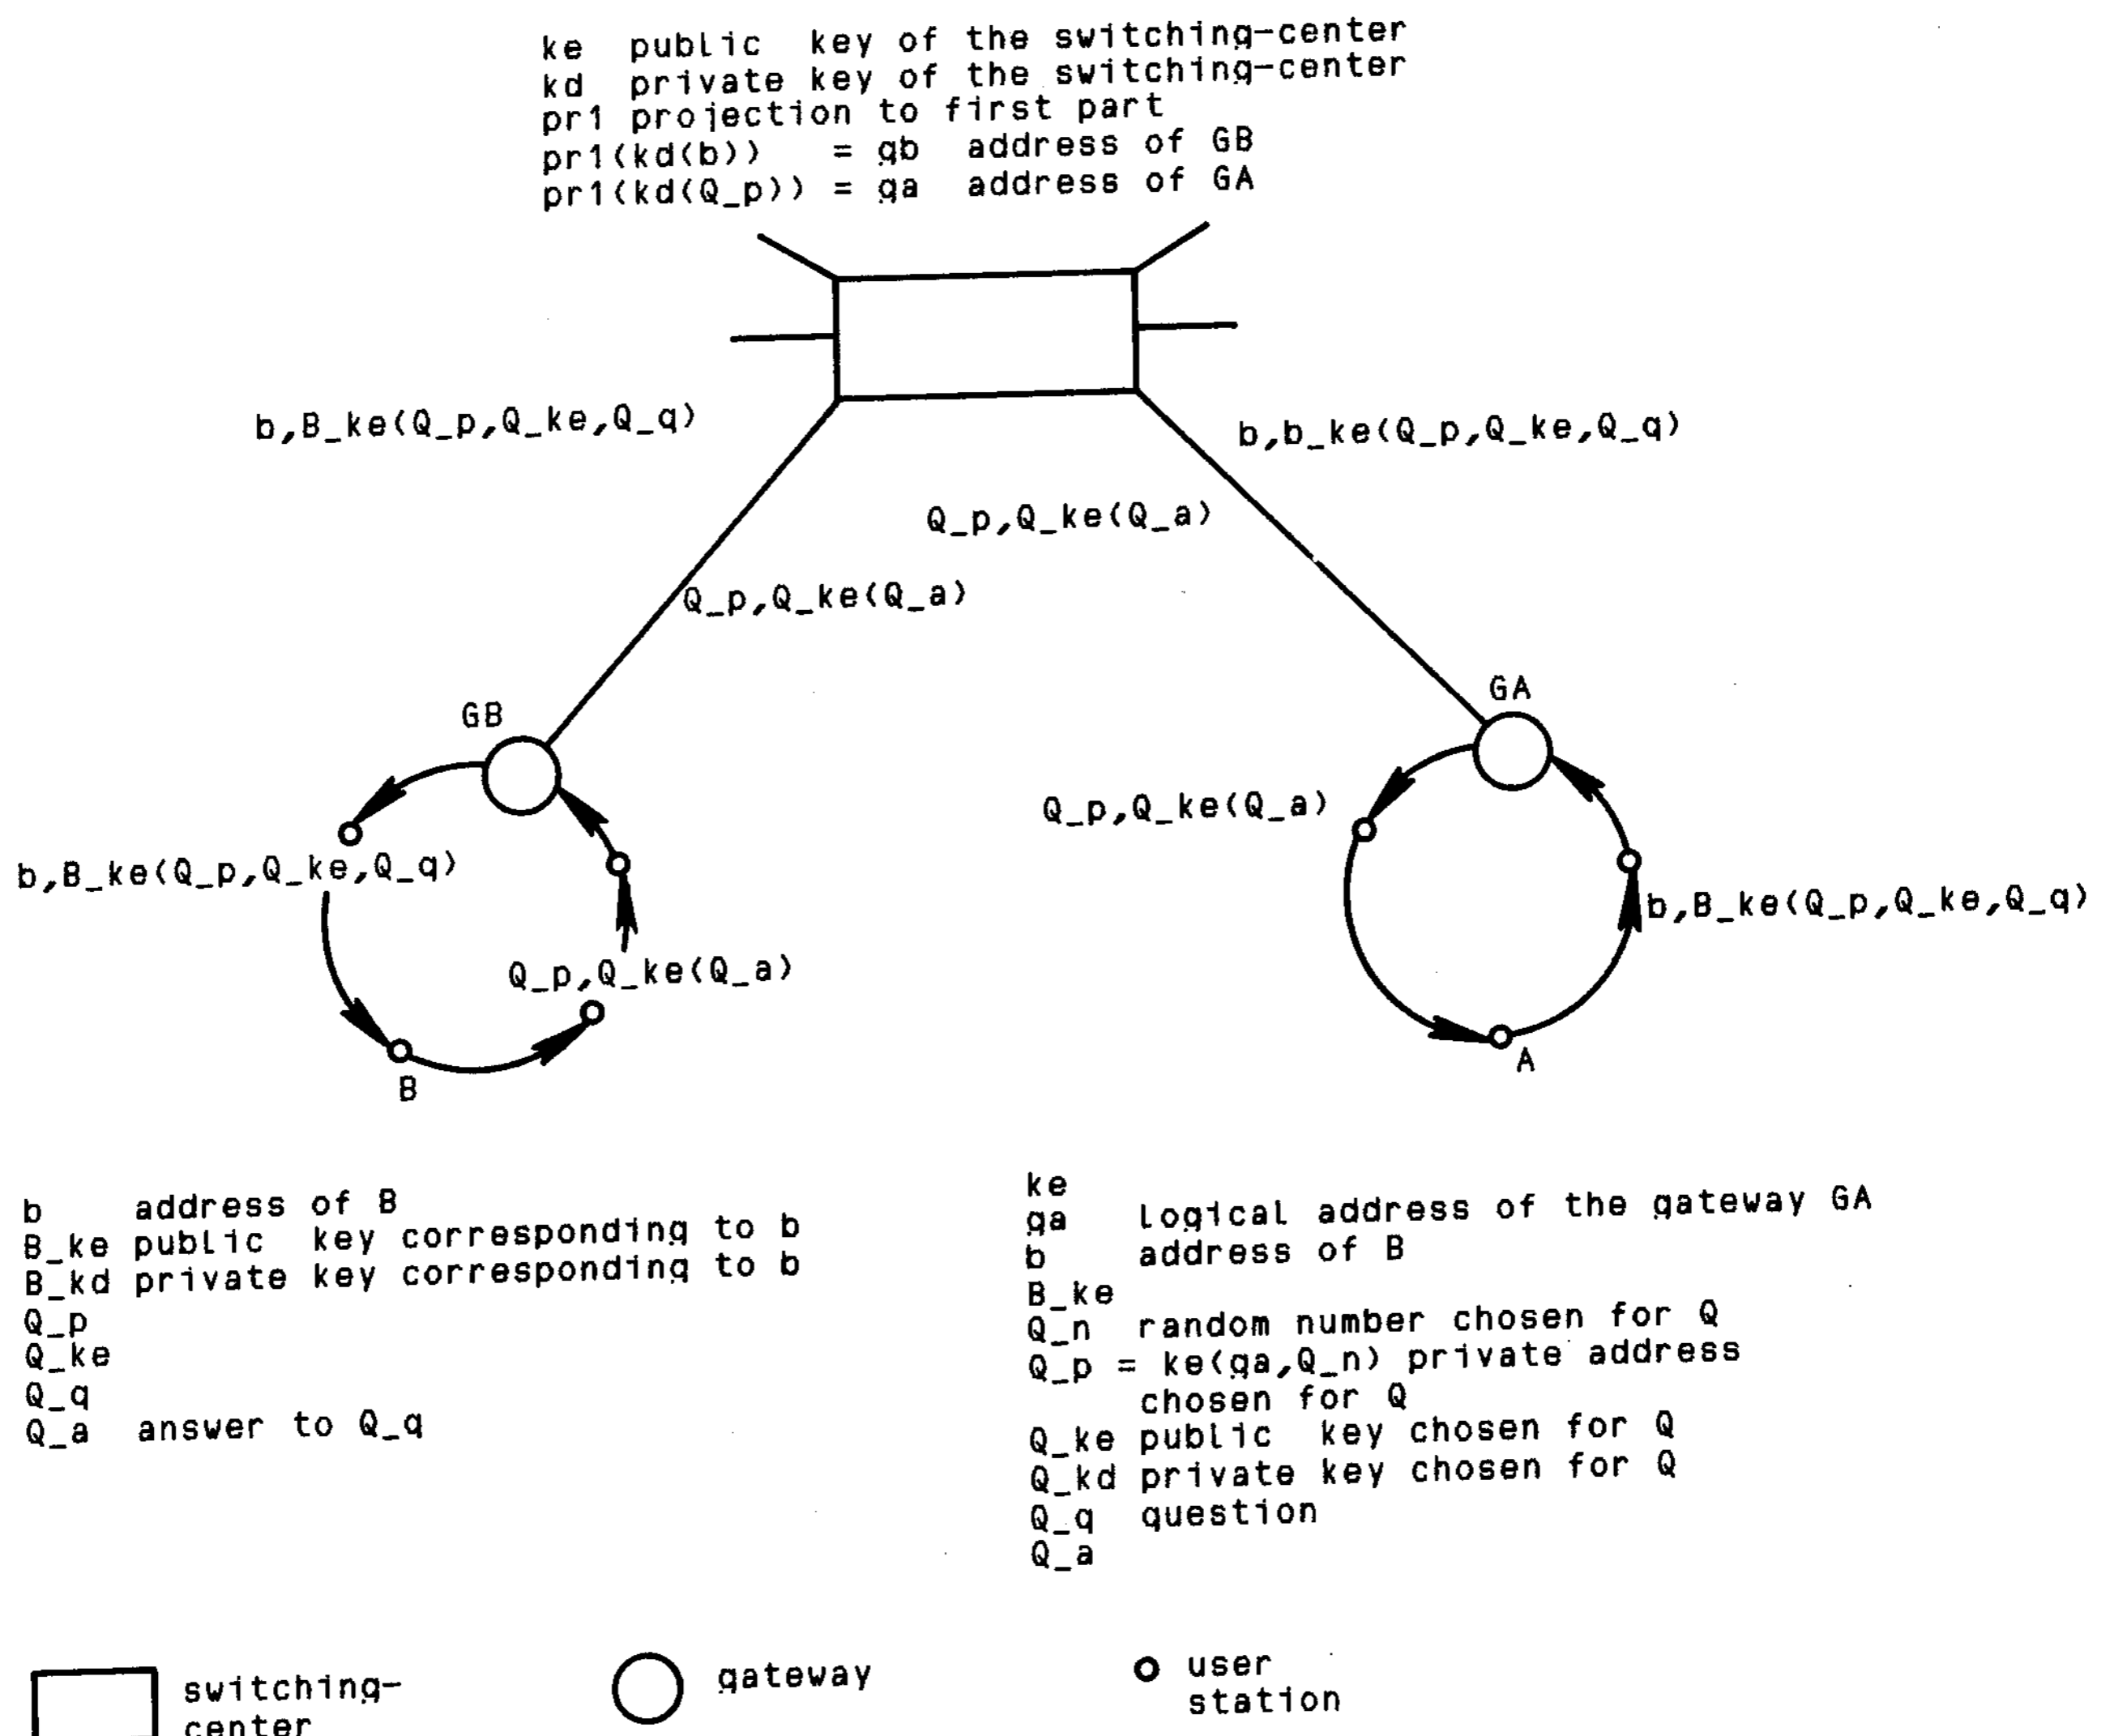 ke public key of the switching-center
kd private key of the switching-center
pr1 projection to first part
pr1(kd(b)) = gb address of GB
pr1(kd(Q_p)) = ga address of GA
b,B_ke(Q_p,Q_ke,Q_q)
b,b_ke(Q_p,Q_ke,Q_q)
Q_p,Q_ke(Q_a)
Q_p,Q_ke(Q_a)
GB
GA
Q_p,Q_ke(Q_a)
b,B_ke(Q_p,Q_ke,Q_q)
b,B_ke(Q_p,Q_ke,Q_q)
Q_p,Q_ke(Q_a)
B
A
b address of B
B_ke public key corresponding to b
B_kd private key corresponding to b
Q_p
Q_ke
Q_q
Q_a answer to Q_q
ke
ga logical address of the gateway GA
b address of B
B_ke
Q_n random number chosen for Q
Q_p = ke(ga,Q_n) private address
chosen for Q
Q_ke public key chosen for Q
Q_kd private key chosen for Q
Q_q question
Q_a
switching-
center
gateway
user
station